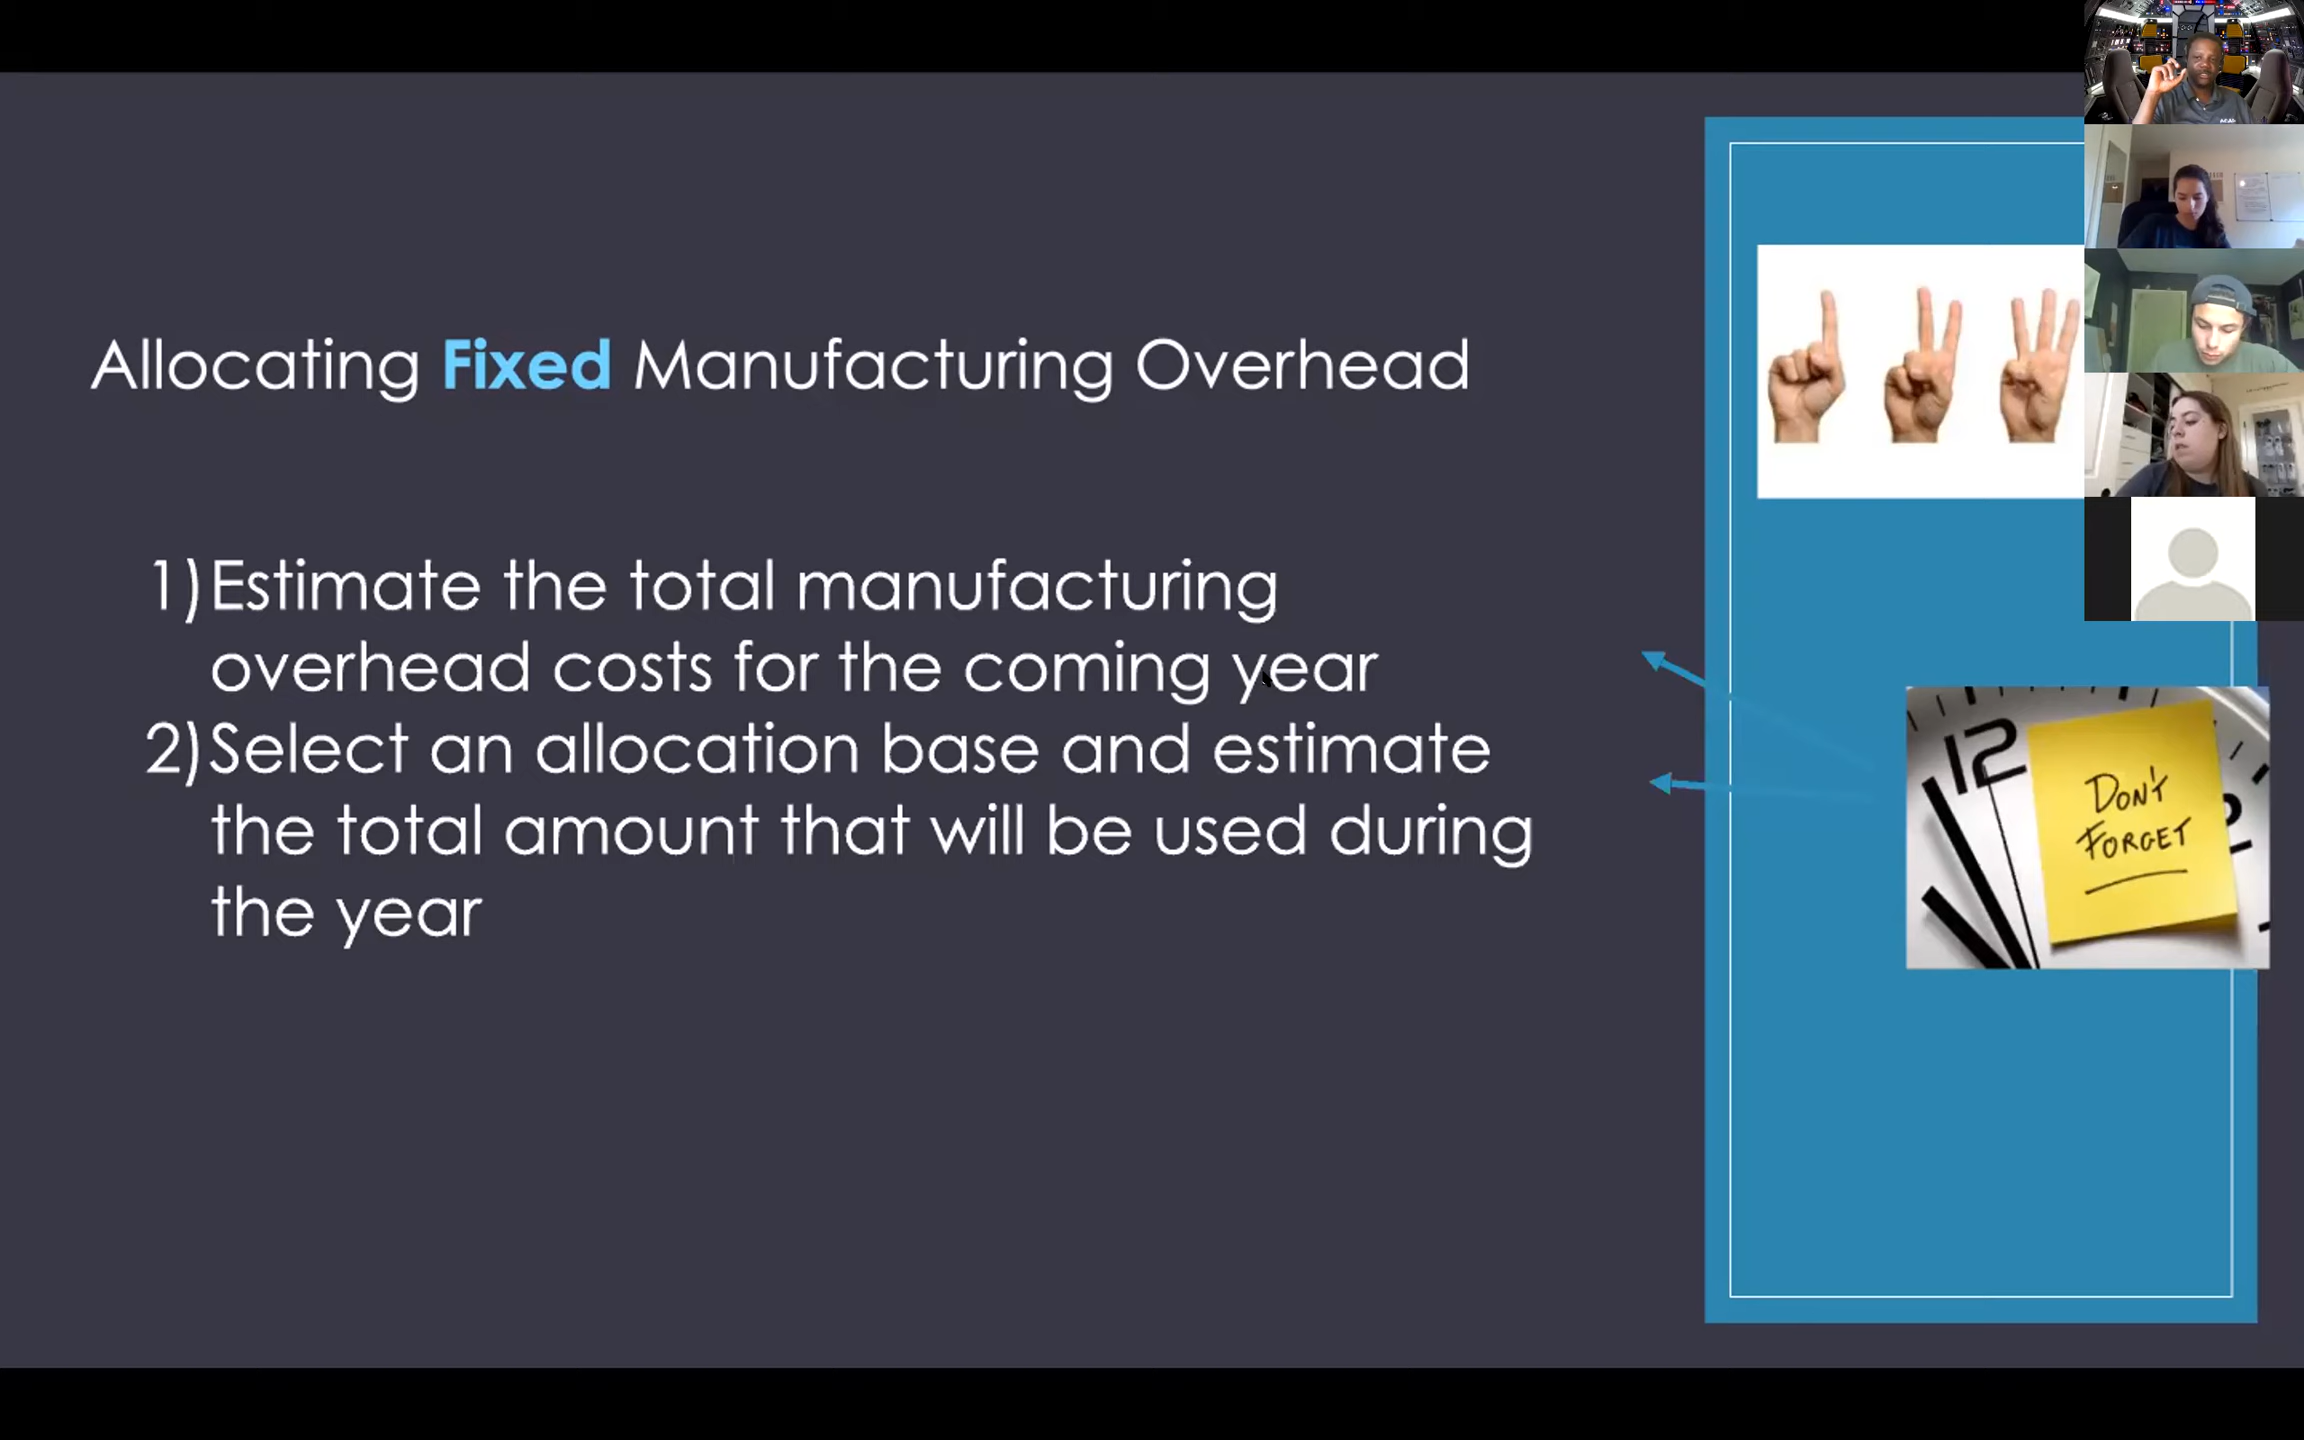 Allocating Fixed Manufacturing Overhead
1)Estimate the total manufacturing
overhead costs for the coming year
2)Select an allocation base and estimate
the total amount that will be used during
the year
12
DON'T
FORGET
2